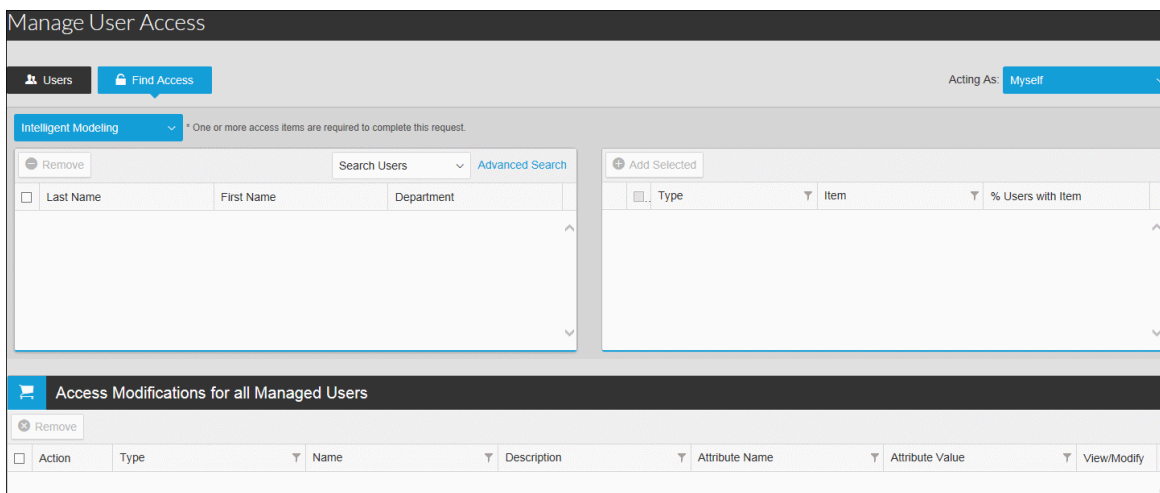 Manage User Access
Users Find Access Acting As: Myself
Intelligent Modeling * One or more access items are required to complete this request.
Remove Search Users Advanced Search Add Selected
Last Name First Name Department Type Item % Users with Item
Access Modifications for all Managed Users
Remove
Action Type Name Description Attribute Name Attribute Value View/Modify